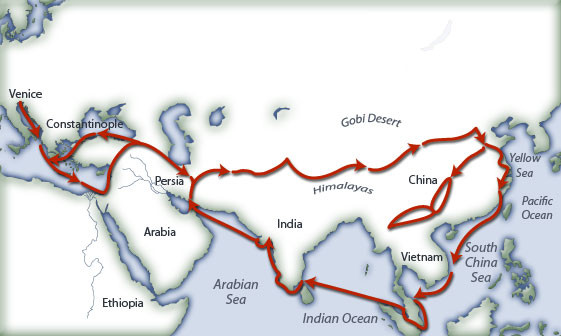 Venice
Constantinople
Gobi Desert
Yellow
Sea
Persia
Himalayas
China
Pacific
Ocean
Arabia
India
Vietnam
South
China
Sea
Arabian
Sea
Ethiopia
Indian Ocean